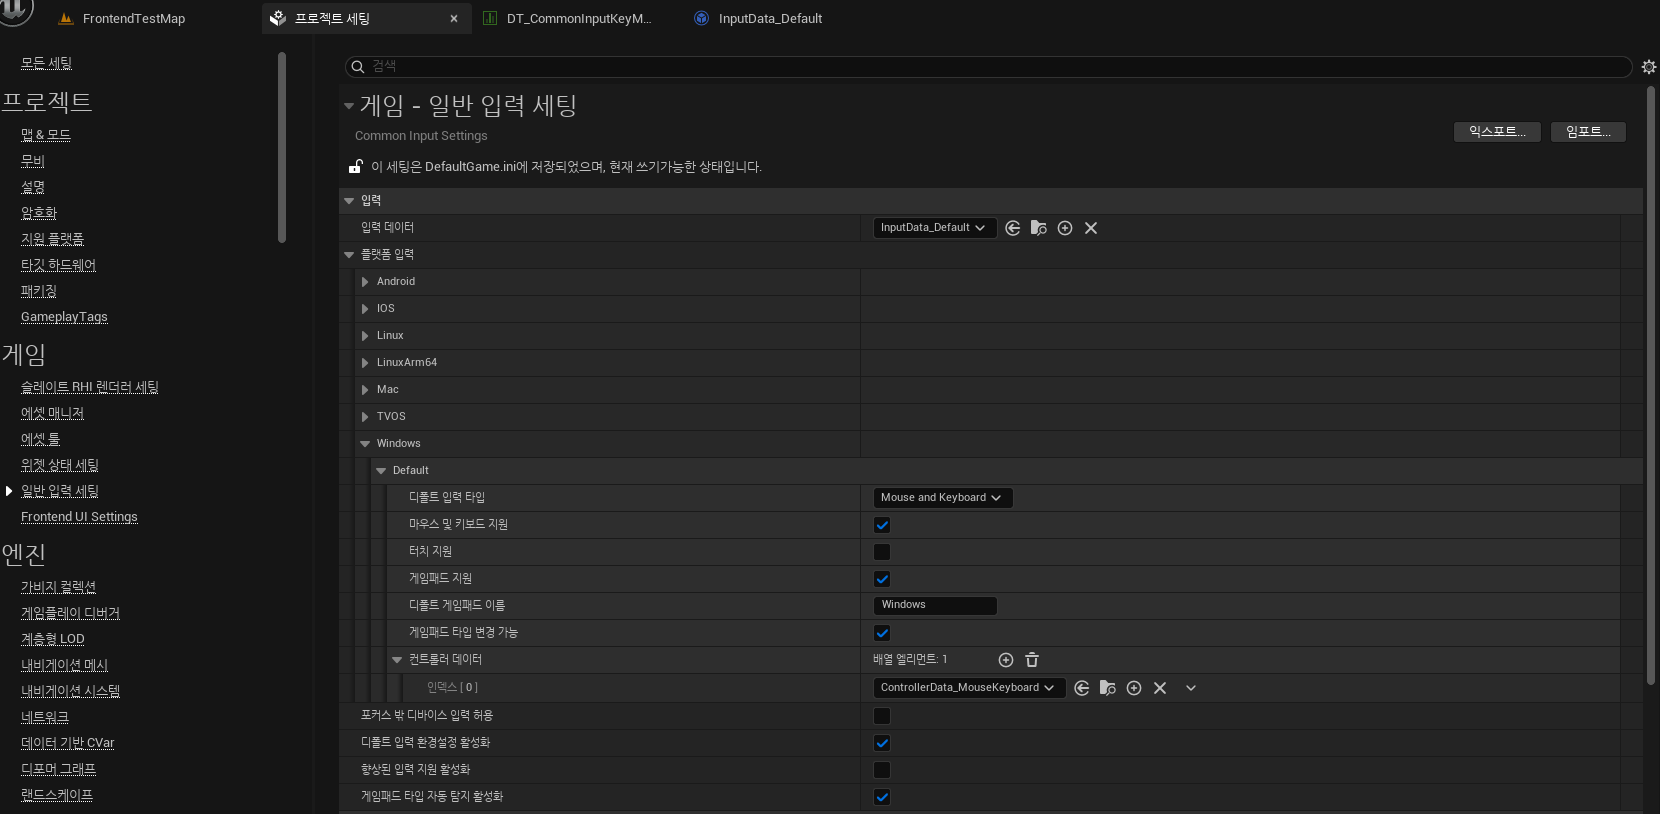 FrontendTestMap
프로젝트 세팅
DT_CommonInputKeyM...
InputData_Default
모든 세팅
프로젝트
맵 & 모드
무비
설명
암호화
지원 플랫폼
타깃 하드웨어
패키징
GameplayTags
게임
슬레이트 RHI 렌더러 세팅
에셋 매니저
에셋 툴
위젯 상태 세팅
일반 입력 세팅
Frontend UI Settings
엔진
가비지 컬렉션
게임플레이 디버거
계층형 LOD
내비게이션 메시
내비게이션 시스템
네트워크
데이터 기반 CVar
디포머 그래프
랜드스케이프
검색
게임 - 일반 입력 세팅
Common Input Settings
익스포트...
임포트...
이 세팅은 DefaultGame.ini에 저장되었으며, 현재 쓰기가능한 상태입니다.
입력
입력 데이터
InputData_Default
플랫폼 입력
Android
IOS
Linux
LinuxArm64
Mac
TVOS
Windows
Default
디폴트 입력 타입
Mouse and Keyboard
마우스 및 키보드 지원
터치 지원
게임패드 지원
디폴트 게임패드 이름
Windows
게임패드 타입 변경 가능
컨트롤러 데이터
배열 엘리먼트: 1
인덱스 [ 0 ]
ControllerData_MouseKeyboard
포커스 밖 디바이스 입력 허용
디폴트 입력 환경설정 활성화
향상된 입력 지원 활성화
게임패드 타입 자동 탐지 활성화